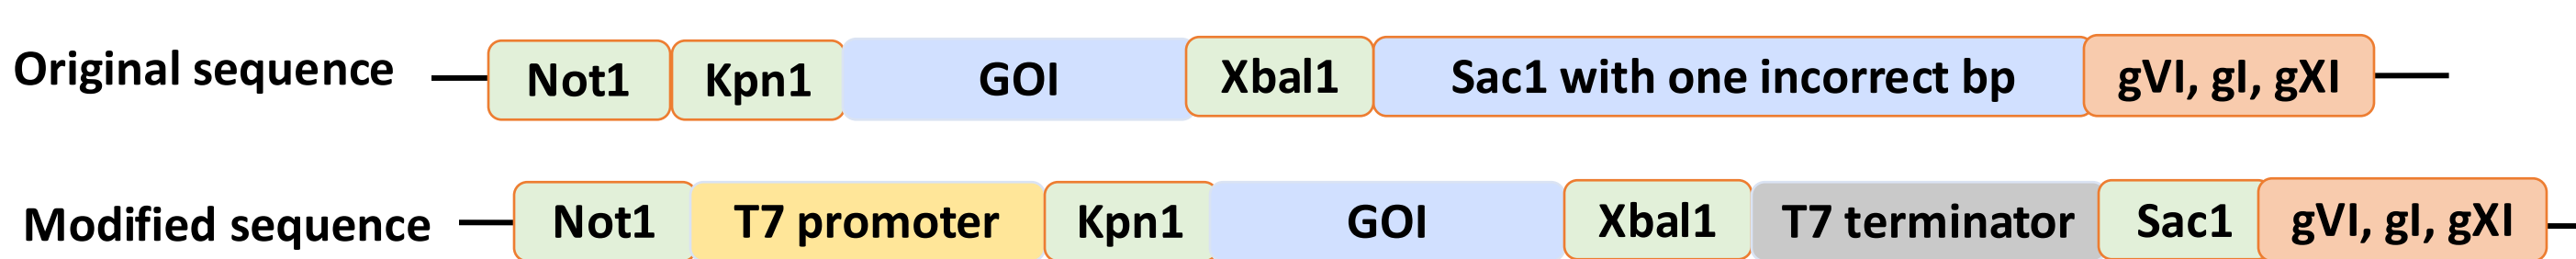 Original sequence Not1 Kpn1 GOI Xbal1 Sac1 with one incorrect bp gVI, gI, gXI
Modified sequence Not1 T7 promoter Kpn1 GOI Xbal1 T7 terminator Sac1 gVI, gI, gXI